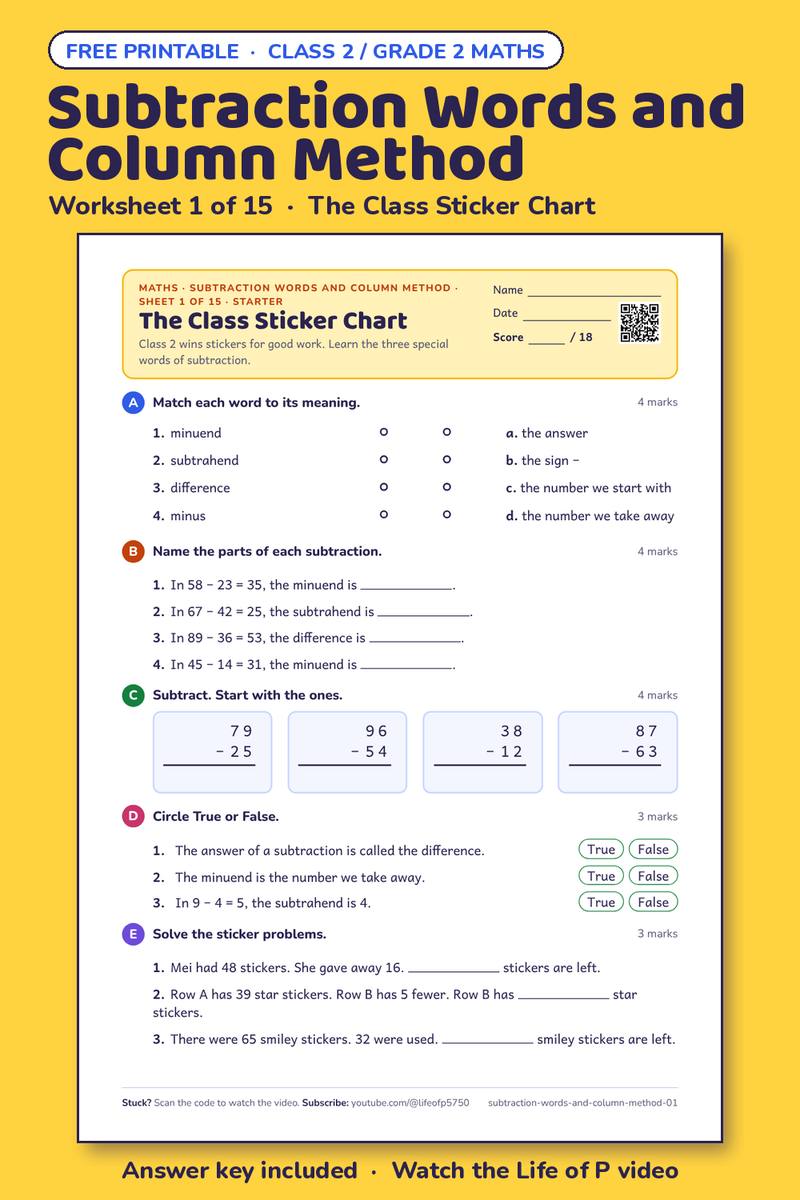 FREE PRINTABLE · CLASS 2 / GRADE 2 MATHS
Subtraction Words and
Column Method
Worksheet 1 of 15 · The Class Sticker Chart
MATHS · SUBTRACTION WORDS AND COLUMN METHOD ·
SHEET 1 OF 15 · STARTER
The Class Sticker Chart
Class 2 wins stickers for good work. Learn the three special
words of subtraction.
Name ____________
Date ____________
Score _____ / 18
A Match each word to its meaning. 4 marks
1. minuend a. the answer
2. subtrahend b. the sign −
3. difference c. the number we start with
4. minus d. the number we take away
B Name the parts of each subtraction. 4 marks
1. In 58 − 23 = 35, the minuend is ____________.
2. In 67 − 42 = 25, the subtrahend is ____________.
3. In 89 − 36 = 53, the difference is ____________.
4. In 45 − 14 = 31, the minuend is ____________.
C Subtract. Start with the ones. 4 marks
79 96 38 87
− 25 − 54 − 12 − 63
D Circle True or False. 3 marks
1. The answer of a subtraction is called the difference. True False
2. The minuend is the number we take away. True False
3. In 9 − 4 = 5, the subtrahend is 4. True False
E Solve the sticker problems. 3 marks
1. Mei had 48 stickers. She gave away 16. ____________ stickers are left.
2. Row A has 39 star stickers. Row B has 5 fewer. Row B has ____________ star
stickers.
3. There were 65 smiley stickers. 32 were used. ____________ smiley stickers are left.
Stuck? Scan the code to watch the video. Subscribe: youtube.com/@lifeofp5750 subtraction-words-and-column-method-01
Answer key included · Watch the Life of P video